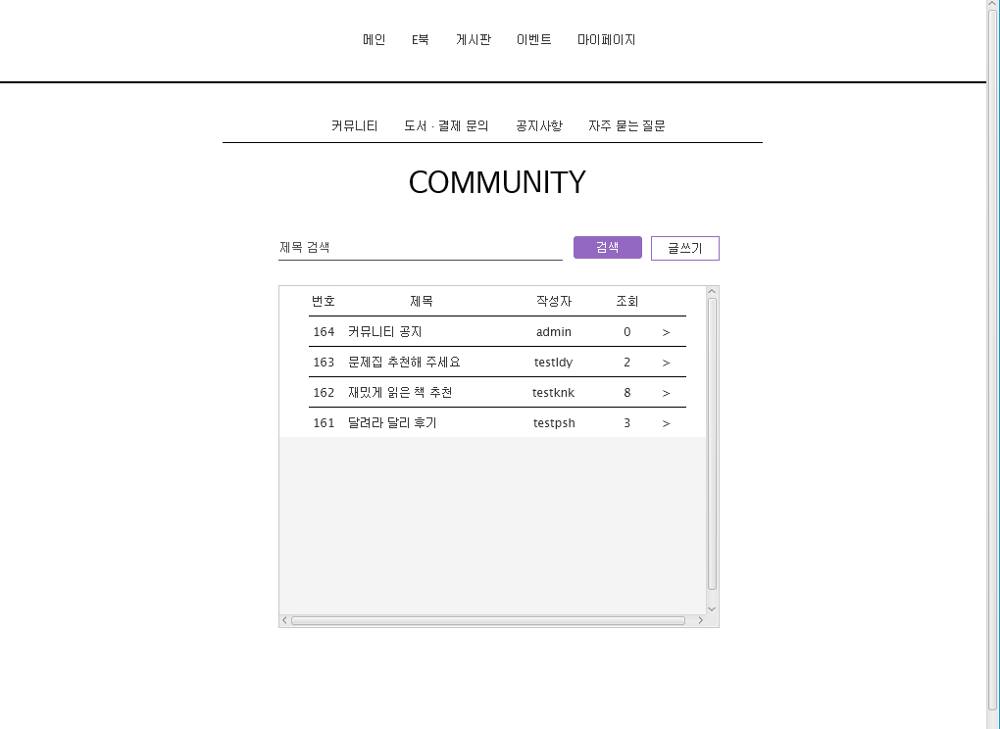 메인 E북 게시판 이벤트 마이페이지
커뮤니티 도서 · 결제 문의 공지사항 자주 묻는 질문
COMMUNITY
제목 검색 검색 글쓰기
번호 제목 작성자 조회
164 커뮤니티 공지 admin 0 >
163 문제집 추천해 주세요 testldy 2 >
162 재밌게 읽은 책 추천 testknk 8 >
161 달려라 달리 후기 testpsh 3 >